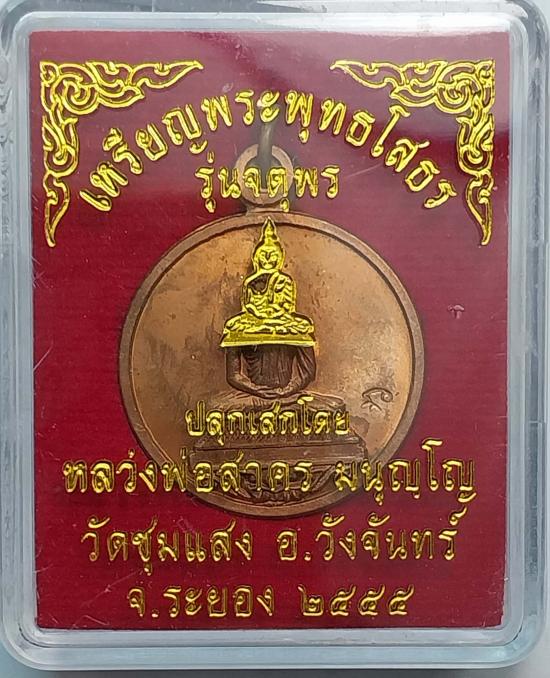 เหรียญพระพุทธโสธร
รุ่นจตุพร
ปลุกเสกโดย
หลวงพ่อสาคร มนุญฺโญ
วัดชุมแสง อ.วังจันทร์
จ.ระยอง ๒๕๕๕